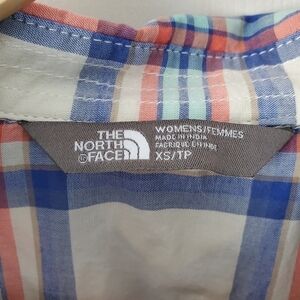 THE
NORTH
FACE
WOMENS/FEMMES
MADE IN INDIA
FABRIQUÉ EN INDE
XS/TP